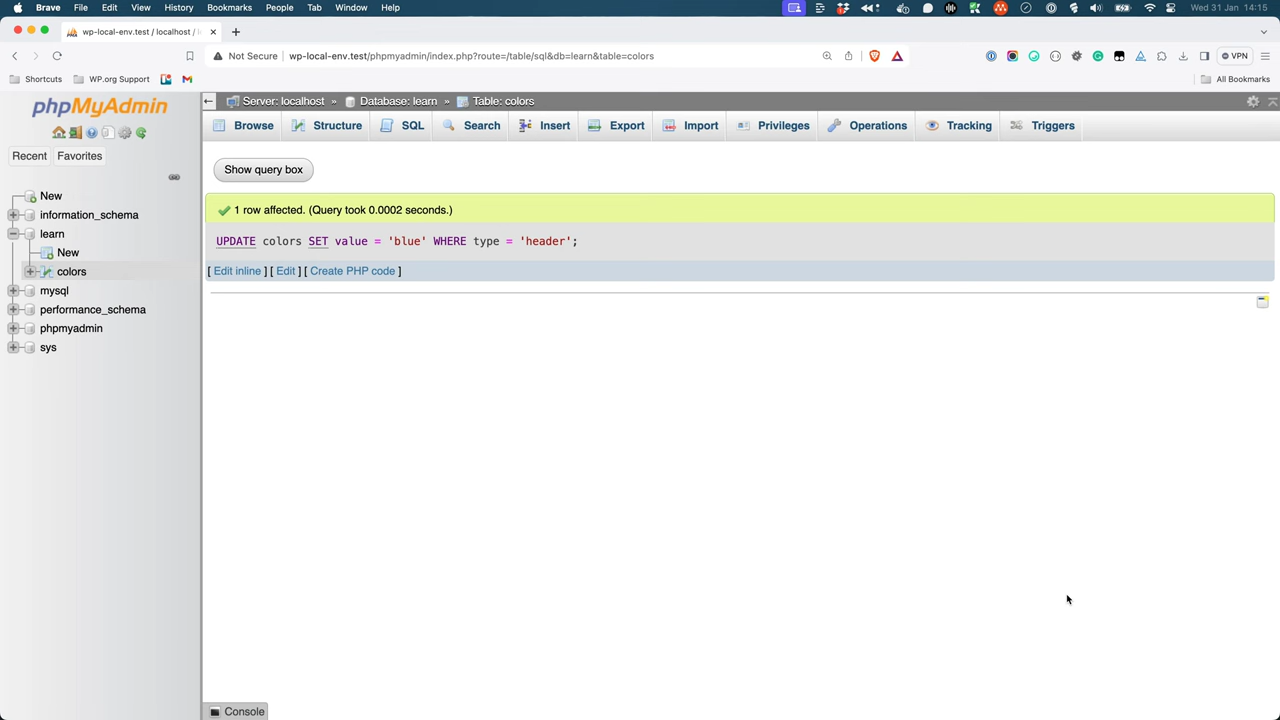 Brave File Edit View History Bookmarks People Tab Window Help Wed 31 Jan 14:15
wp-local-env.test / localhost /
Not Secure wp-local-env.test/phpmyadmin/index.php?route=/table/sql&db=learn&table=colors VPN
Shortcuts WP.org Support All Bookmarks
phpMyAdmin
Recent Favorites
New
information_schema
learn
New
colors
mysql
performance_schema
phpmyadmin
sys
Server: localhost » Database: learn » Table: colors
Browse Structure SQL Search Insert Export Import Privileges Operations Tracking Triggers
Show query box
1 row affected. (Query took 0.0002 seconds.)
UPDATE colors SET value = 'blue' WHERE type = 'header';
[ Edit inline ] [ Edit ] [ Create PHP code ]
Console